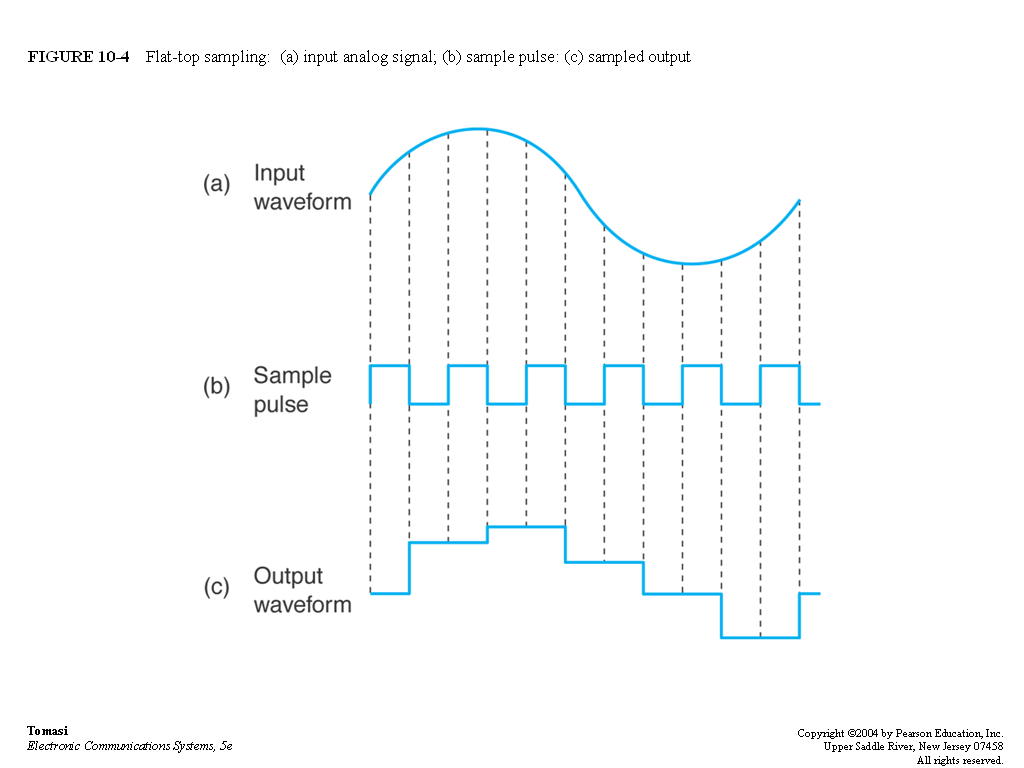 FIGURE 10-4 Flat-top sampling: (a) input analog signal; (b) sample pulse: (c) sampled output
(a) Input
waveform
(b) Sample
pulse
(c) Output
waveform
Tomasi
Electronic Communications Systems, 5e
Copyright ©2004 by Pearson Education, Inc.
Upper Saddle River, New Jersey 07458
All rights reserved.